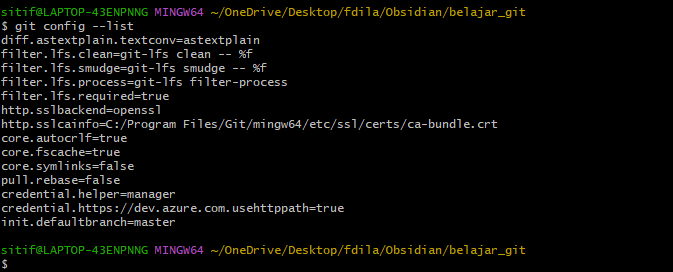 sitif@LAPTOP-43ENPNNG MINGW64 ~/OneDrive/Desktop/fdila/Obsidian/belajar_git
$ git config --list
diff.astextplain.textconv=astextplain
filter.lfs.clean=git-lfs clean -- %f
filter.lfs.smudge=git-lfs smudge -- %f
filter.lfs.process=git-lfs filter-process
filter.lfs.required=true
http.sslbackend=openssl
http.sslcainfo=C:/Program Files/Git/mingw64/etc/ssl/certs/ca-bundle.crt
core.autocrlf=true
core.fscache=true
core.symlinks=false
pull.rebase=false
credential.helper=manager
credential.https://dev.azure.com.usehttppath=true
init.defaultbranch=master
sitif@LAPTOP-43ENPNNG MINGW64 ~/OneDrive/Desktop/fdila/Obsidian/belajar_git
$